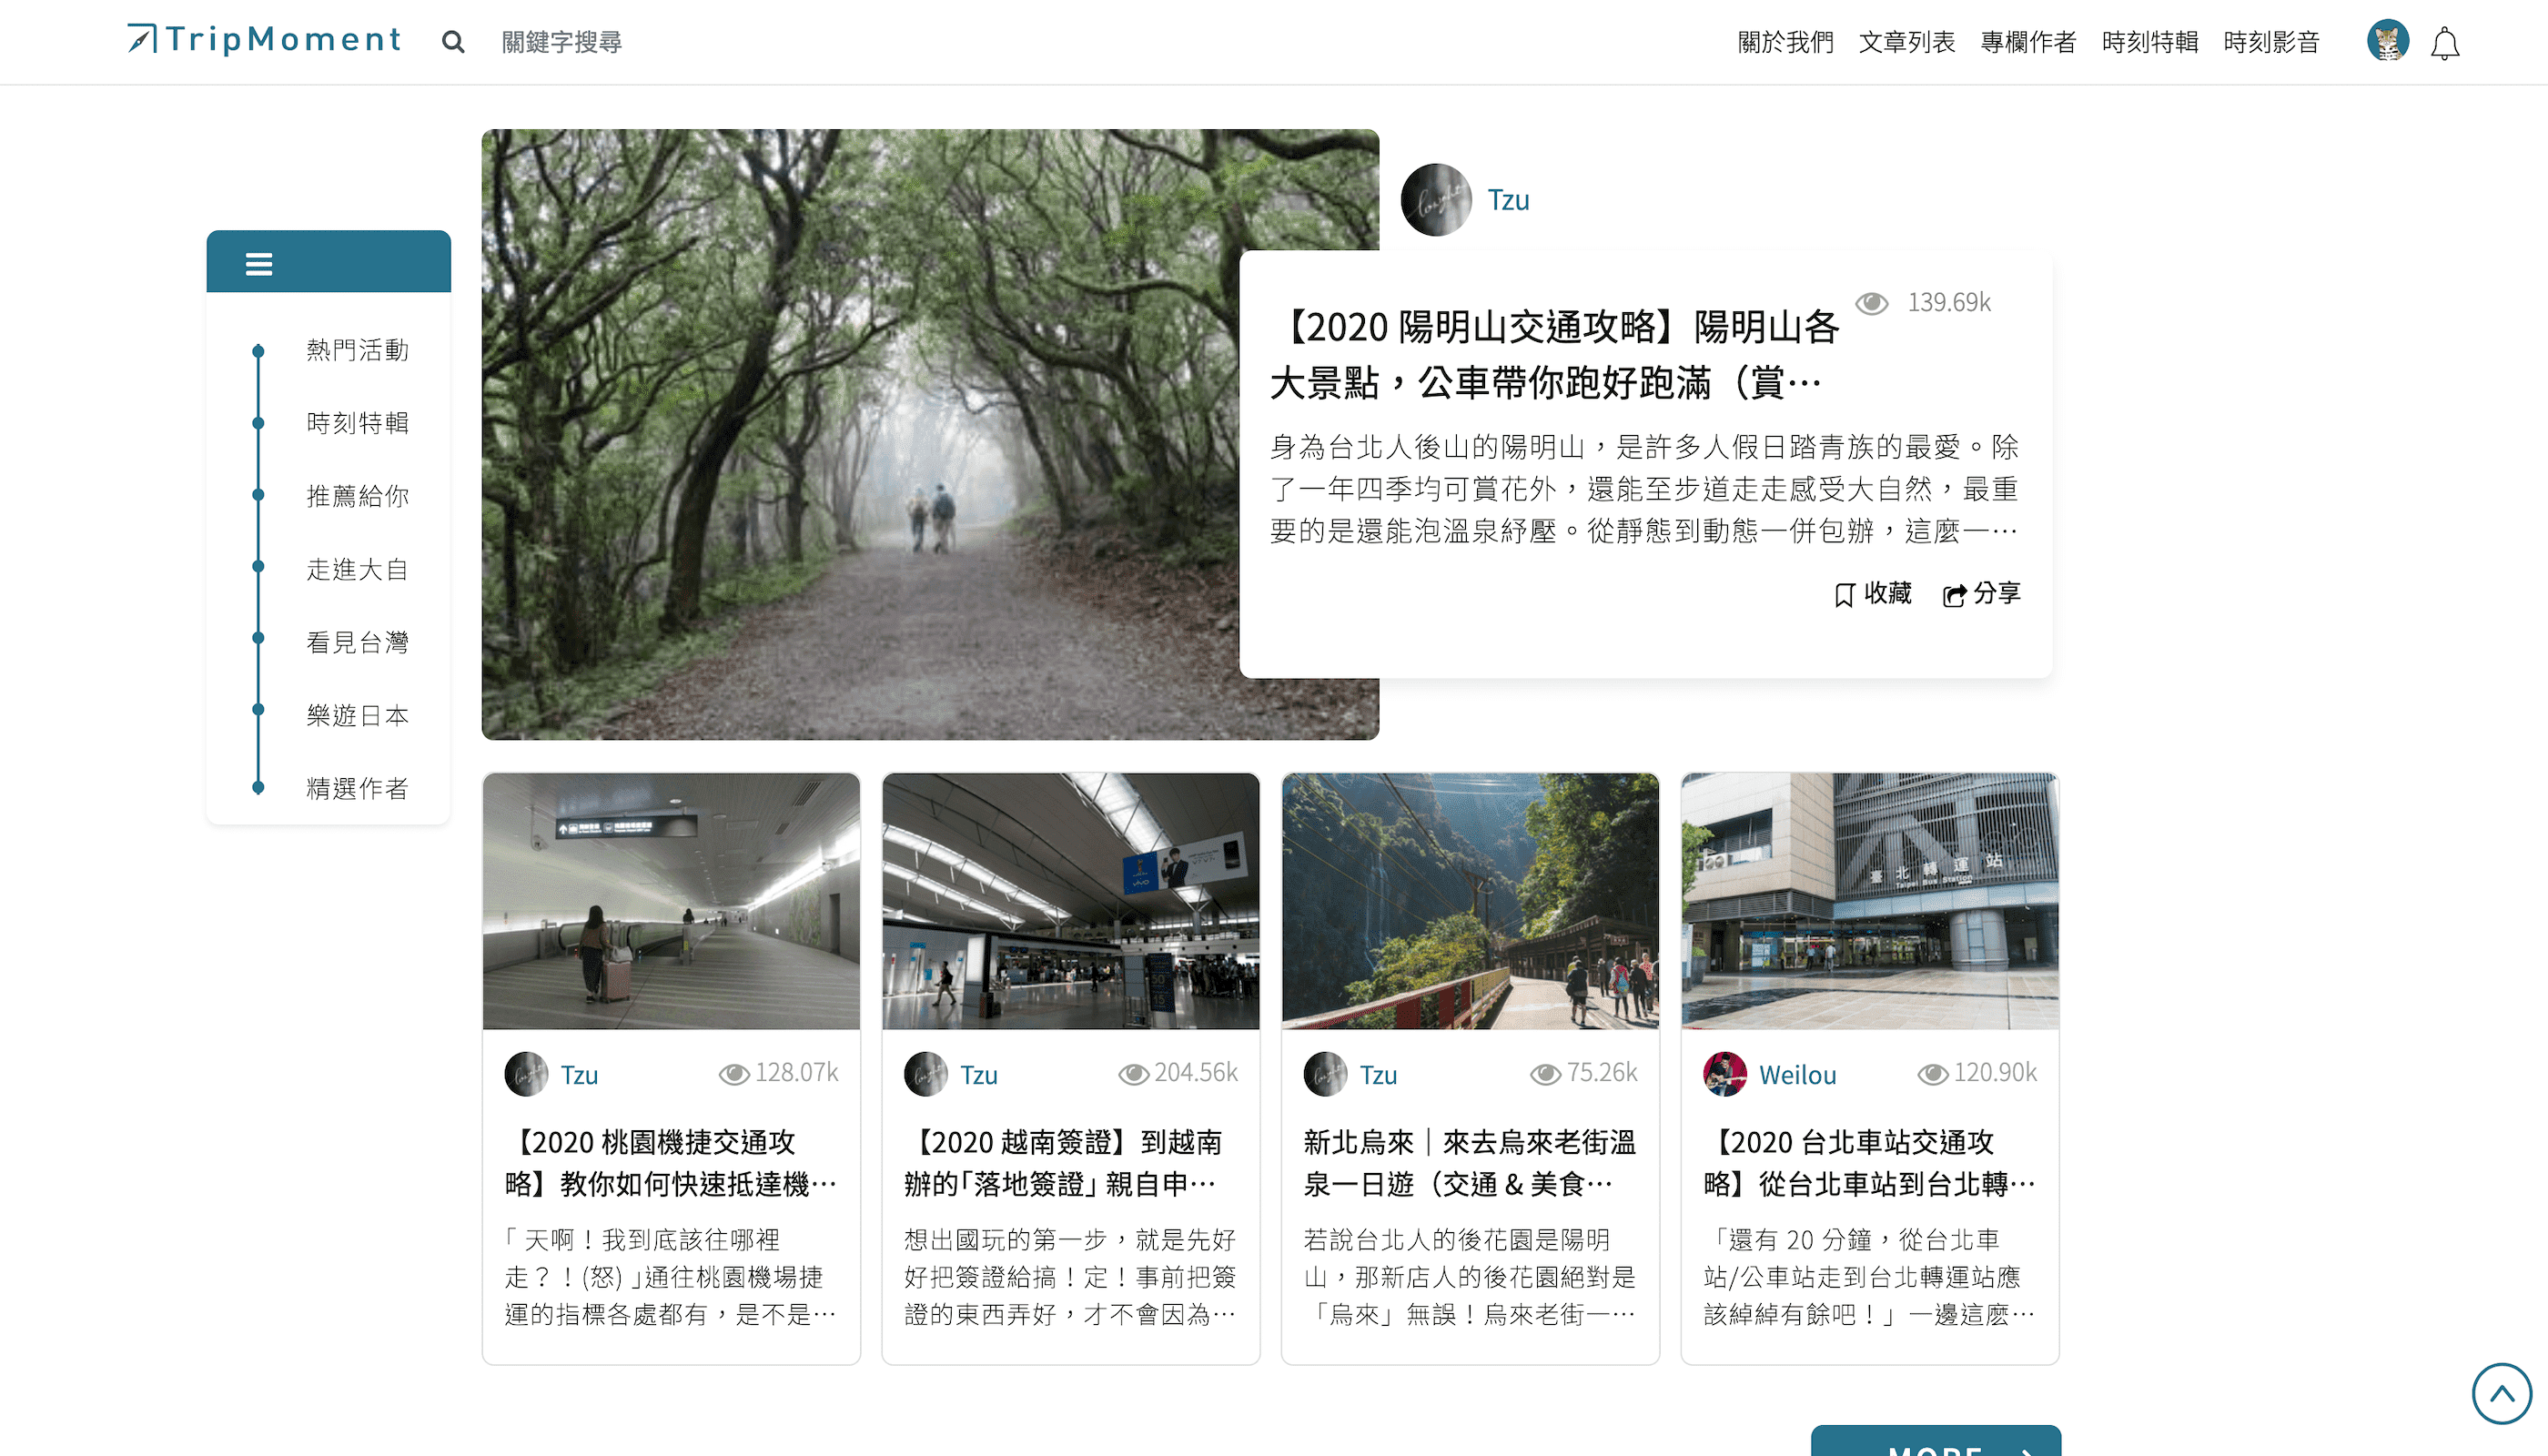 TripMoment
關鍵字搜尋
關於我們
文章列表
專欄作者
時刻特輯
時刻影音
熱門活動
時刻特輯
推薦給你
走進大自
看見台灣
樂遊日本
精選作者
Tzu
139.69k
【2020 陽明山交通攻略】陽明山各
大景點，公車帶你跑好跑滿（賞⋯
身為台北人後山的陽明山，是許多人假日踏青族的最愛。除
了一年四季均可賞花外，還能至步道走走感受大自然，最重
要的是還能泡溫泉紓壓。從靜態到動態一併包辦，這麼一⋯
收藏
分享
Tzu
128.07k
【2020 桃園機捷交通攻
略】教你如何快速抵達機⋯
「 天啊！我到底該往哪裡
走？！(怒) 」通往桃園機場捷
運的指標各處都有，是不是⋯
vivo
Tzu
204.56k
【2020 越南簽證】到越南
辦的「落地簽證」 親自申⋯
想出國玩的第一步，就是先好
好把簽證給搞！定！事前把簽
證的東西弄好，才不會因為⋯
Tzu
75.26k
新北烏來｜來去烏來老街溫
泉一日遊（交通 & 美食⋯
若說台北人的後花園是陽明
山，那新店人的後花園絕對是
「烏來」無誤！烏來老街一⋯
臺北轉運站
Taipei Bus Station
Weilou
120.90k
【2020 台北車站交通攻
略】從台北車站到台北轉⋯
「還有 20 分鐘，從台北車
站/公車站走到台北轉運站應
該綽綽有餘吧！」一邊這麼⋯
MORE